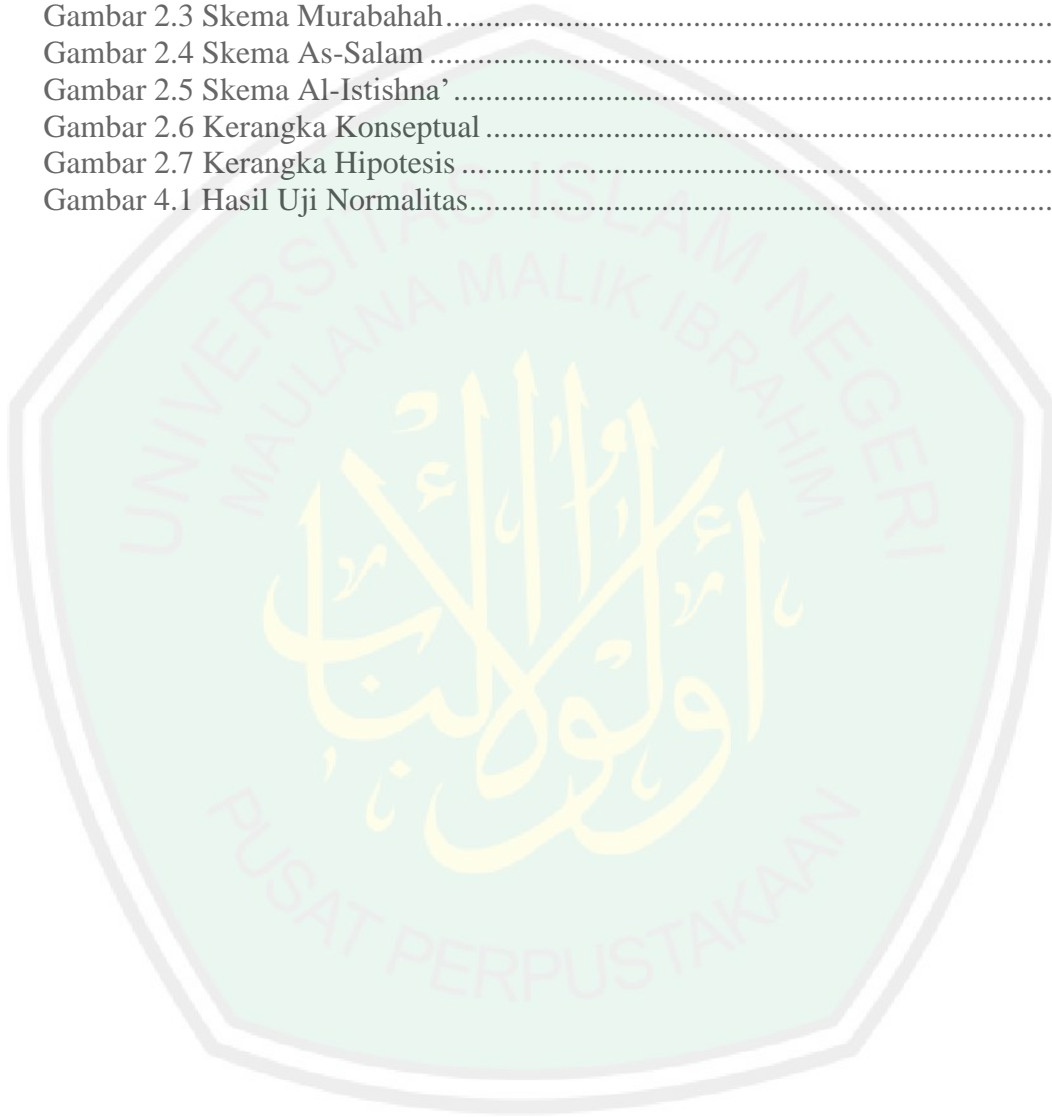 Gambar 2.3 Skema Murabahah.......................................................................
Gambar 2.4 Skema As-Salam .........................................................................
Gambar 2.5 Skema Al-Istishna’......................................................................
Gambar 2.6 Kerangka Konseptual ..................................................................
Gambar 2.7 Kerangka Hipotesis .....................................................................
Gambar 4.1 Hasil Uji Normalitas....................................................................
UNIVERSITAS ISLAM NEGERI
MAULANA MALIK IBRAHIM
أولوا الألباب
PUSAT PERPUSTAKAAN